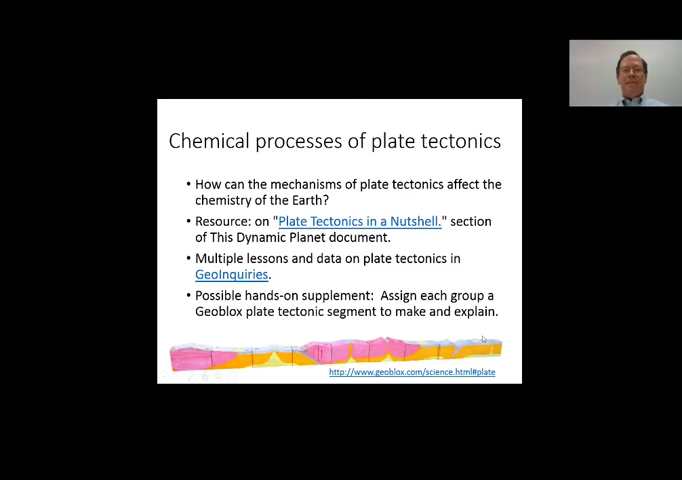 Chemical processes of plate tectonics
• How can the mechanisms of plate tectonics affect the
chemistry of the Earth?
• Resource: on "Plate Tectonics in a Nutshell." section
of This Dynamic Planet document.
• Multiple lessons and data on plate tectonics in
GeoInquiries.
• Possible hands-on supplement: Assign each group a
Geoblox plate tectonic segment to make and explain.
http://www.geoblox.com/science.html#plate